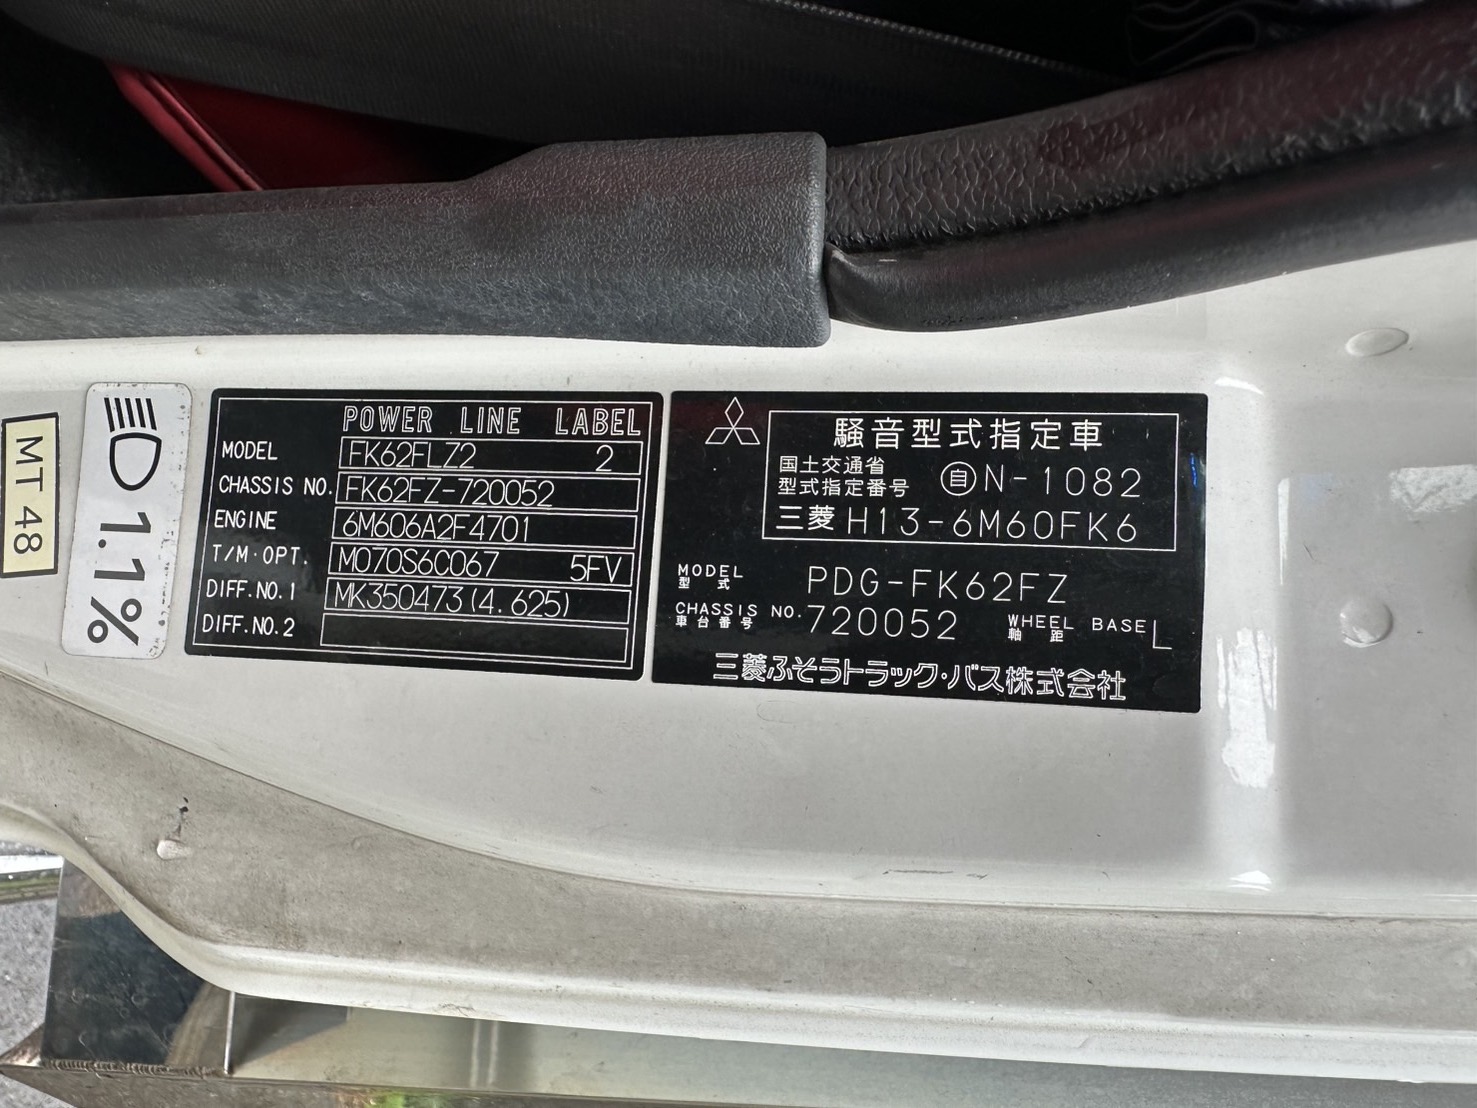 MT 48
1.1%
POWER LINE LABEL
MODEL FK62FLZ2 2
CHASSIS NO. FK62FZ-720052
ENGINE 6M606A2F4701
T/M·OPT. M070S6C067 5FV
DIFF.NO.1 MK350473(4.625)
DIFF.NO.2
騒音型式指定車
国土交通省
型式指定番号 自N-1082
三菱 H13-6M60FK6
MODEL
型式 PDG-FK62FZ
CHASSIS NO.
車台番号 720052
WHEEL BASE
軸距 L
三菱ふそうトラック・バス株式会社